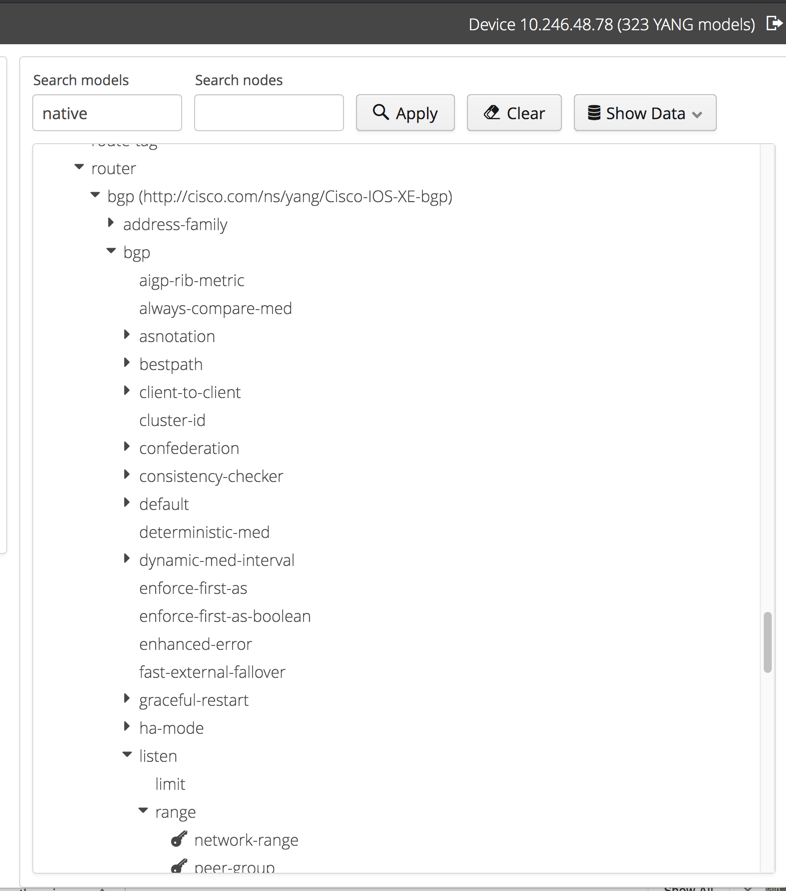 Device 10.246.48.78 (323 YANG models)
Search models
Search nodes
native
Apply
Clear
Show Data
route-tag
router
bgp (http://cisco.com/ns/yang/Cisco-IOS-XE-bgp)
address-family
bgp
aigp-rib-metric
always-compare-med
asnotation
bestpath
client-to-client
cluster-id
confederation
consistency-checker
default
deterministic-med
dynamic-med-interval
enforce-first-as
enforce-first-as-boolean
enhanced-error
fast-external-fallover
graceful-restart
ha-mode
listen
limit
range
network-range
peer-group
Show All